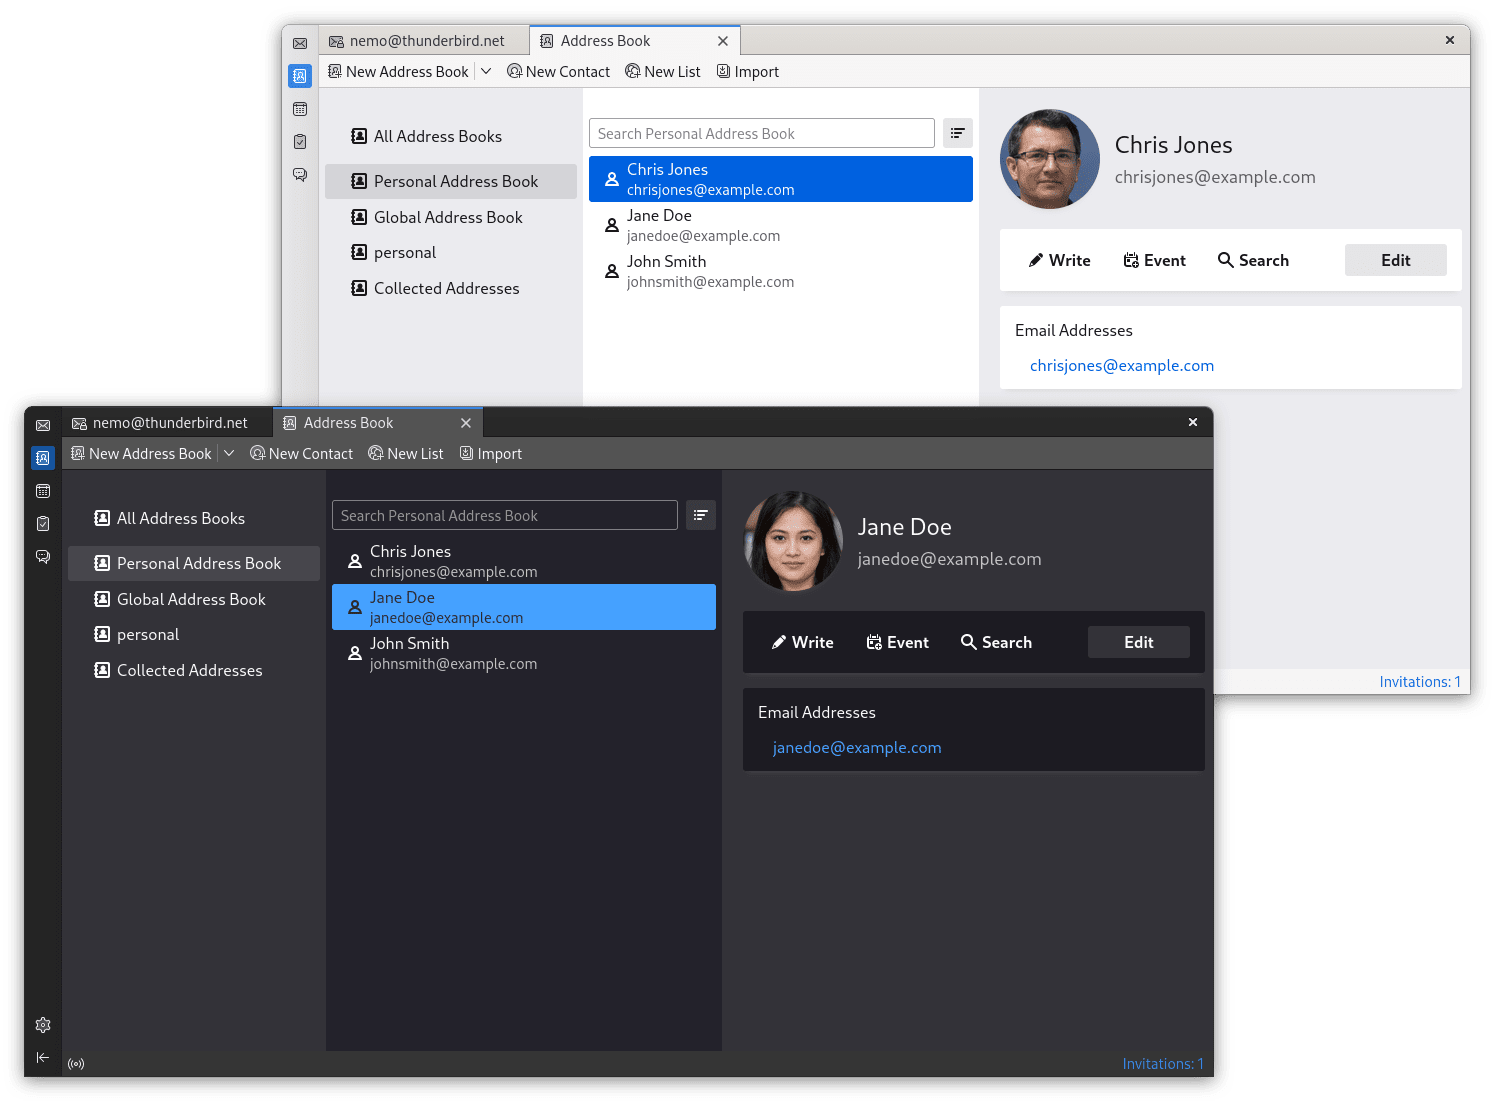 nemo@thunderbird.net
Address Book
New Address Book
New Contact
New List
Import
All Address Books
Personal Address Book
Global Address Book
personal
Collected Addresses
Search Personal Address Book
Chris Jones
chrisjones@example.com
Jane Doe
janedoe@example.com
John Smith
johnsmith@example.com
Chris Jones
chrisjones@example.com
Write
Event
Search
Edit
Email Addresses
chrisjones@example.com
Invitations: 1
nemo@thunderbird.net
Address Book
New Address Book
New Contact
New List
Import
All Address Books
Personal Address Book
Global Address Book
personal
Collected Addresses
Search Personal Address Book
Chris Jones
chrisjones@example.com
Jane Doe
janedoe@example.com
John Smith
johnsmith@example.com
Jane Doe
janedoe@example.com
Write
Event
Search
Edit
Email Addresses
janedoe@example.com
Invitations: 1